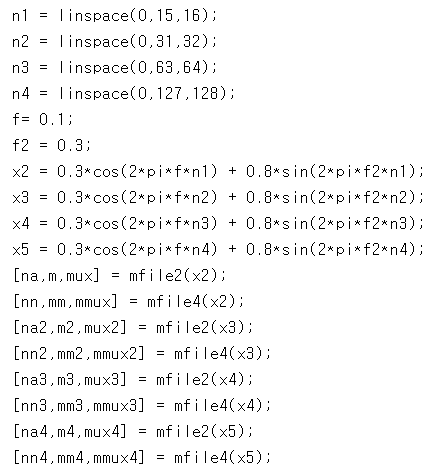 n1 = linspace(0,15,16);
n2 = linspace(0,31,32);
n3 = linspace(0,63,64);
n4 = linspace(0,127,128);
f= 0.1;
f2 = 0.3;
x2 = 0.3*cos(2*pi*f*n1) + 0.8*sin(2*pi*f2*n1);
x3 = 0.3*cos(2*pi*f*n2) + 0.8*sin(2*pi*f2*n2);
x4 = 0.3*cos(2*pi*f*n3) + 0.8*sin(2*pi*f2*n3);
x5 = 0.3*cos(2*pi*f*n4) + 0.8*sin(2*pi*f2*n4);
[na,m,mux] = mfile2(x2);
[nn,mm,mmux] = mfile4(x2);
[na2,m2,mux2] = mfile2(x3);
[nn2,mm2,mmux2] = mfile4(x3);
[na3,m3,mux3] = mfile2(x4);
[nn3,mm3,mmux3] = mfile4(x4);
[na4,m4,mux4] = mfile2(x5);
[nn4,mm4,mmux4] = mfile4(x5);